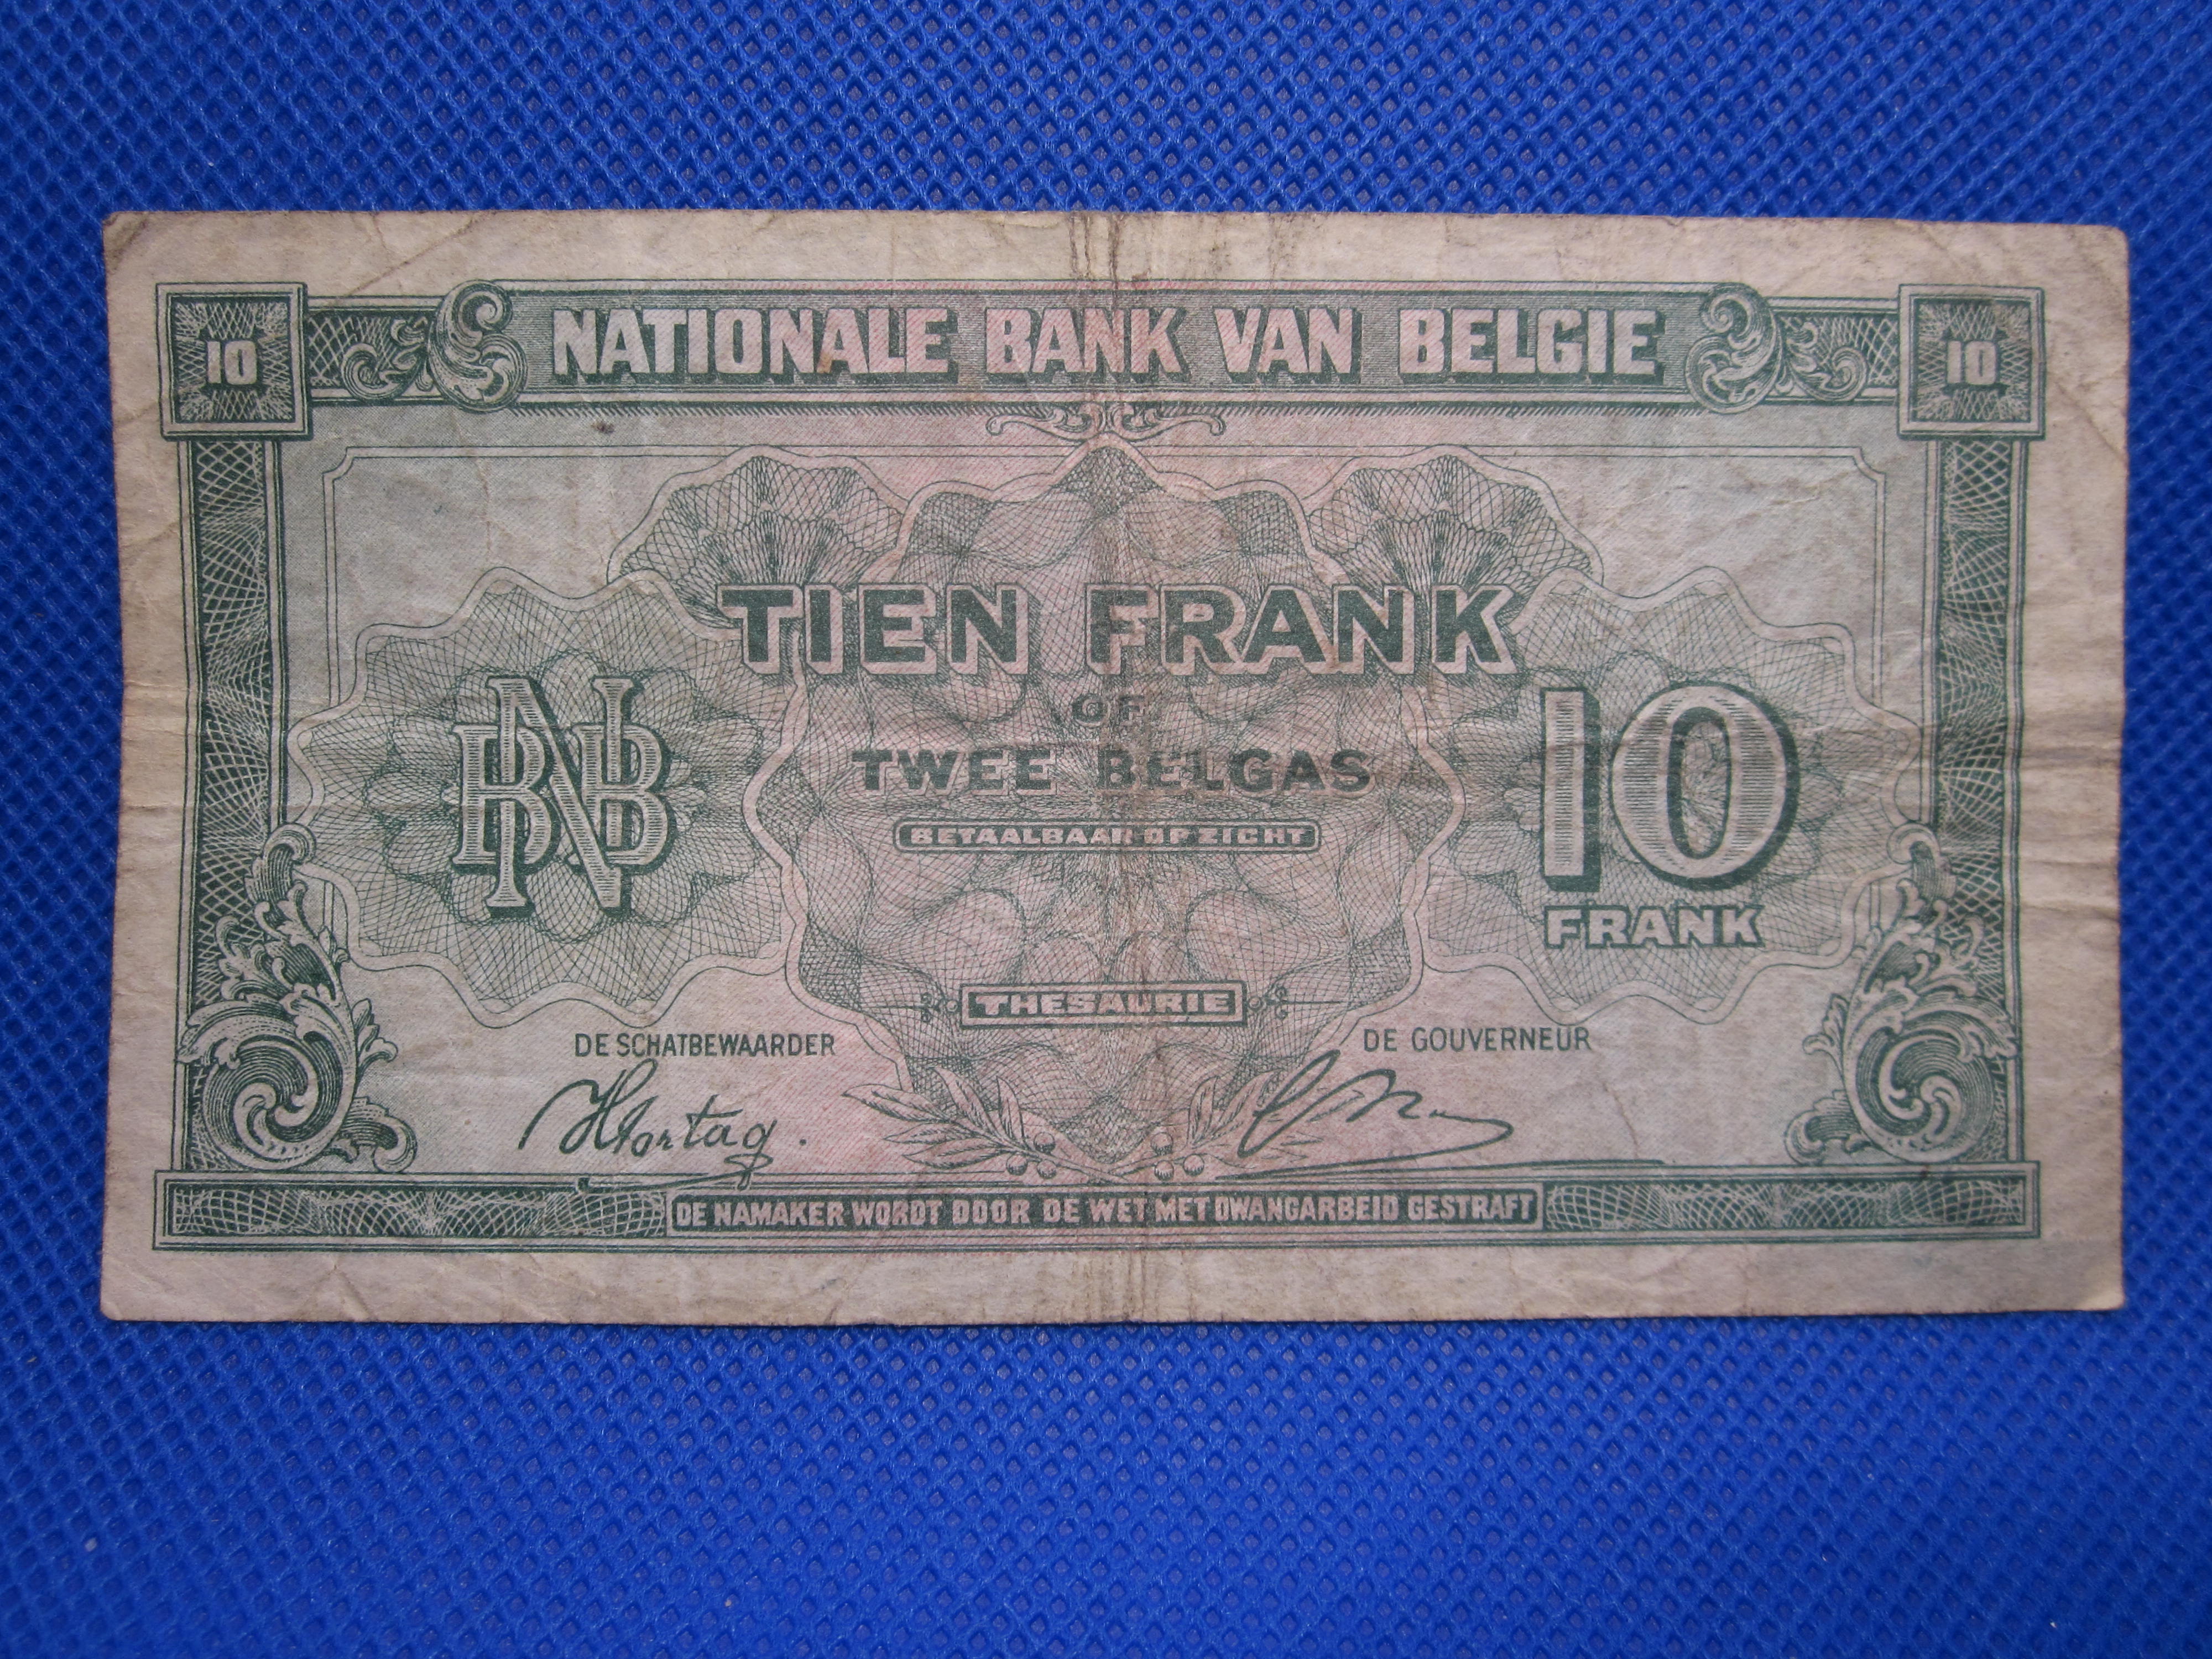 10 NATIONALE BANK VAN BELGIE 10
TIEN FRANK
OF
TWEE BELGAS
BETAALBAAR OP ZICHT
BNB
10
FRANK
THESAURIE
DE SCHATBEWAARDER
DE GOUVERNEUR
DE NAMAKER WORDT DOOR DE WET MET DWANGARBEID GESTRAFT